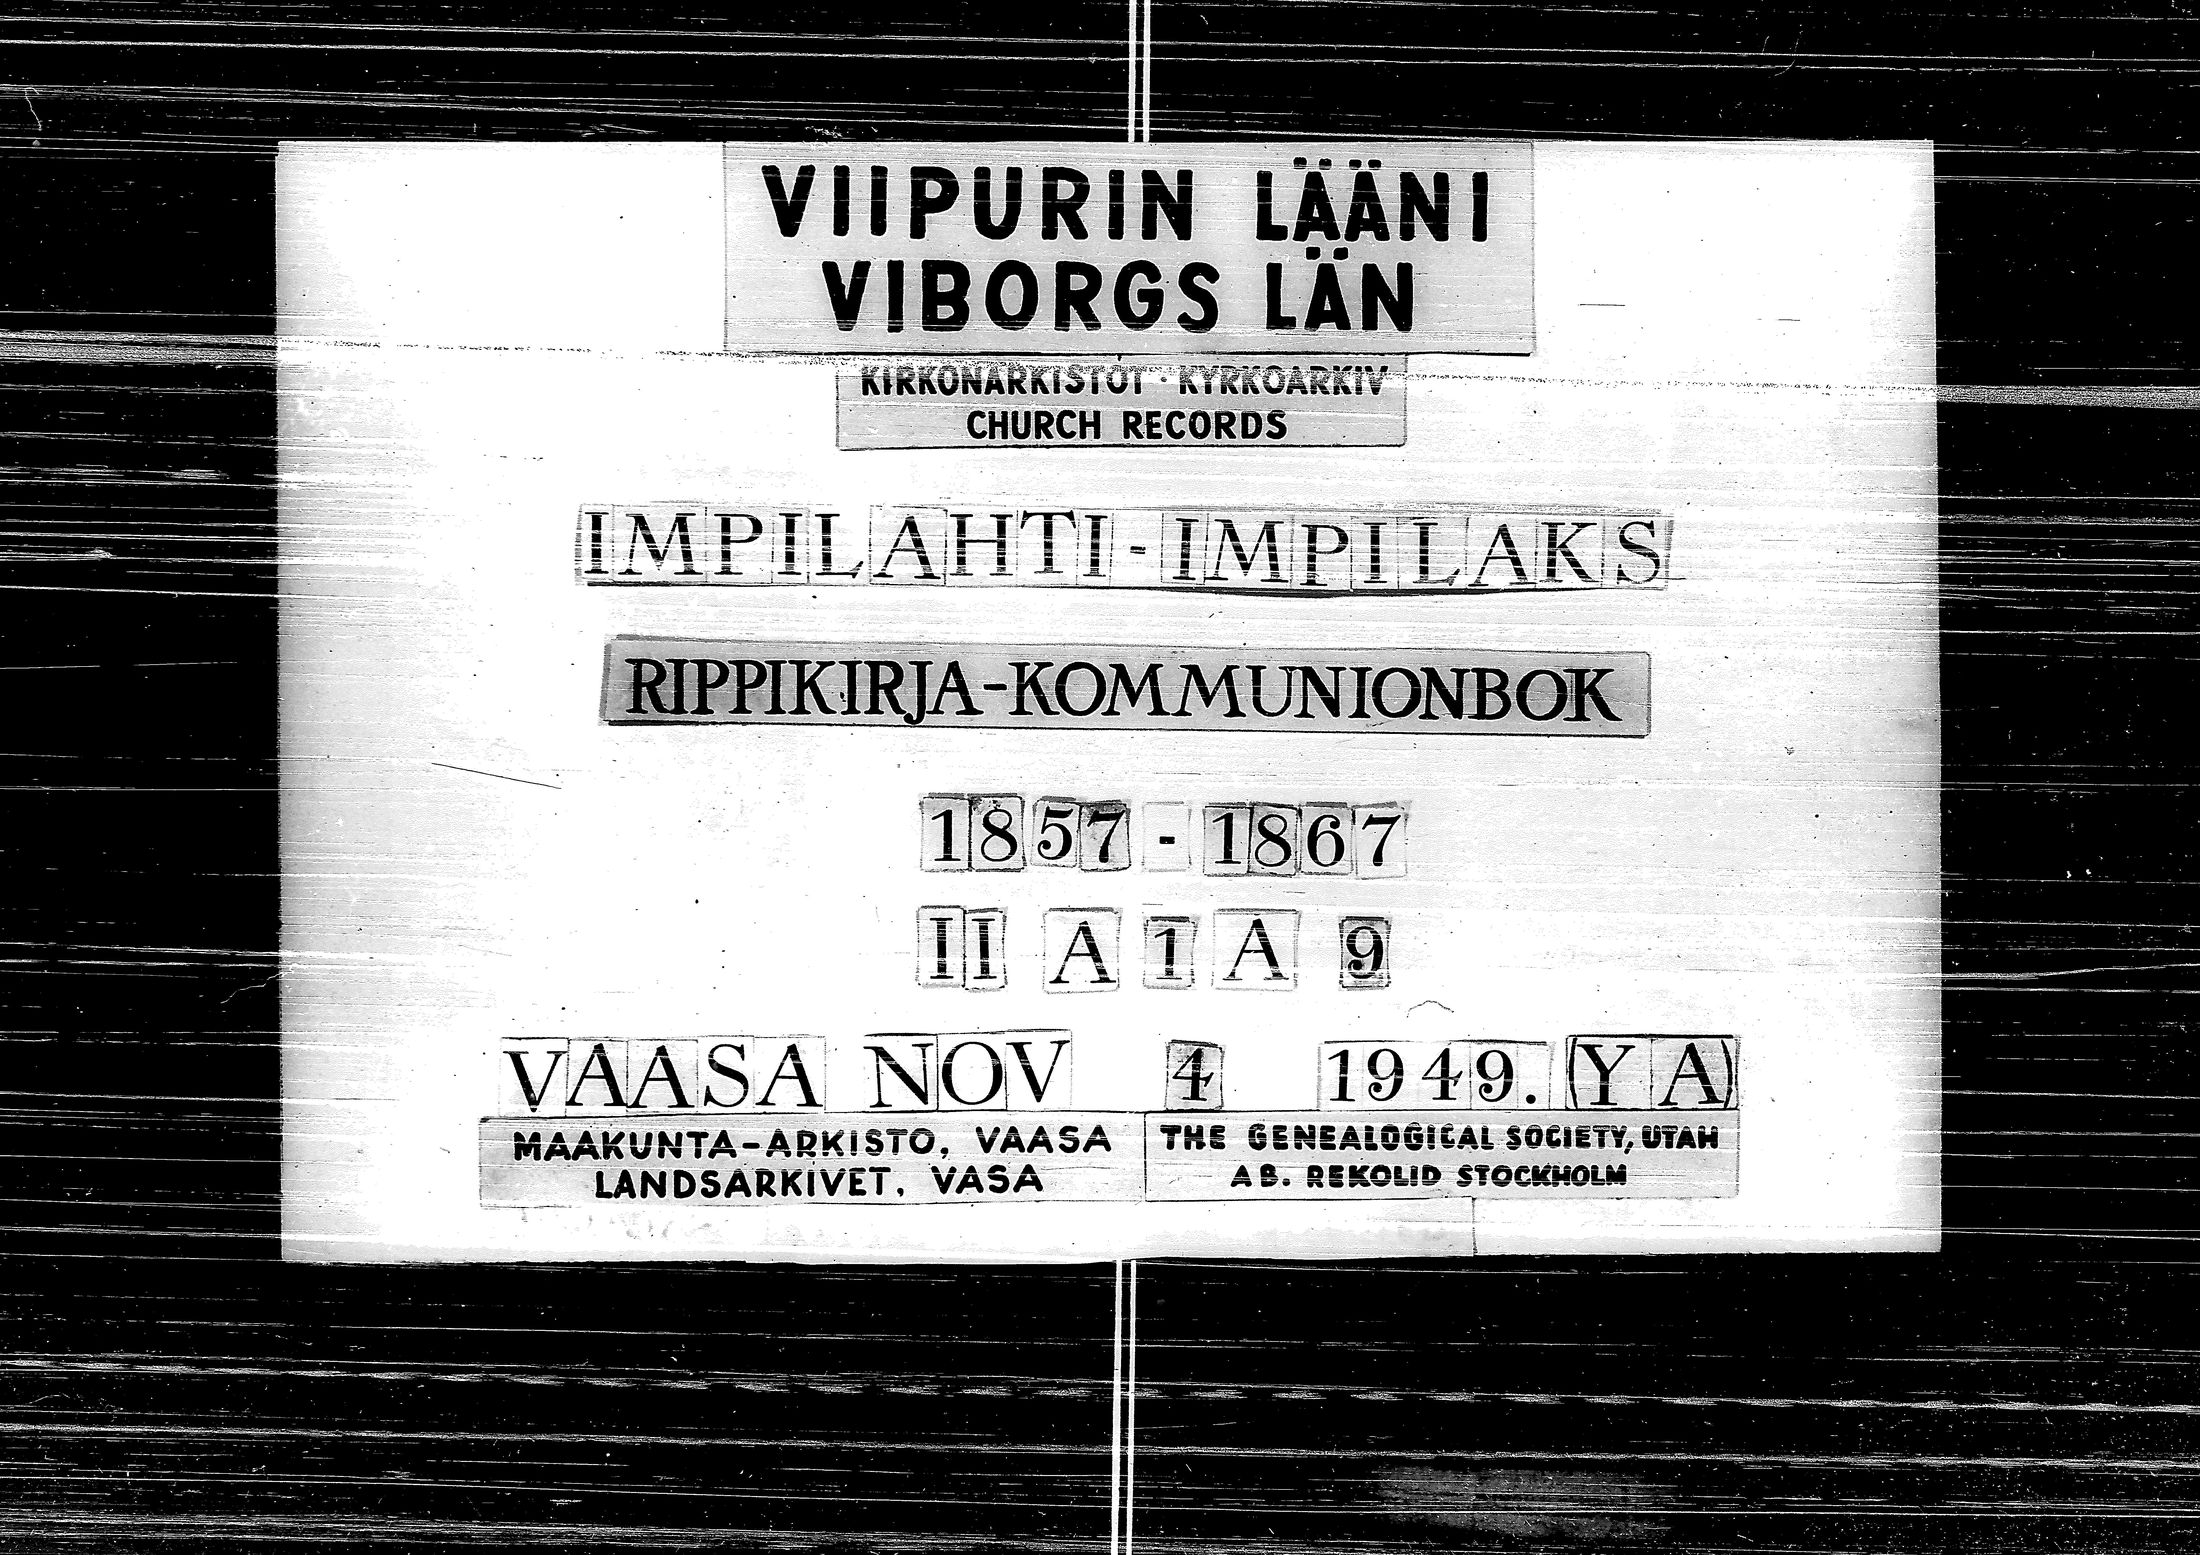 VIIPURIN LÄÄNI
VIBORGS LÄN
KIRKONARKISTOT · KYRKOARKIV
CHURCH RECORDS
IMPILAHTI-IMPILAKS
RIPPIKIRJA-KOMMUNIONBOK
1857-1867
II A 1 A 9
VAASA NOV 4 1949. (YA)
MAAKUNTA-ARKISTO, VAASA
LANDSARKIVET, VASA
THE GENEALOGICAL SOCIETY, UTAH
AB. REKOLID STOCKHOLM